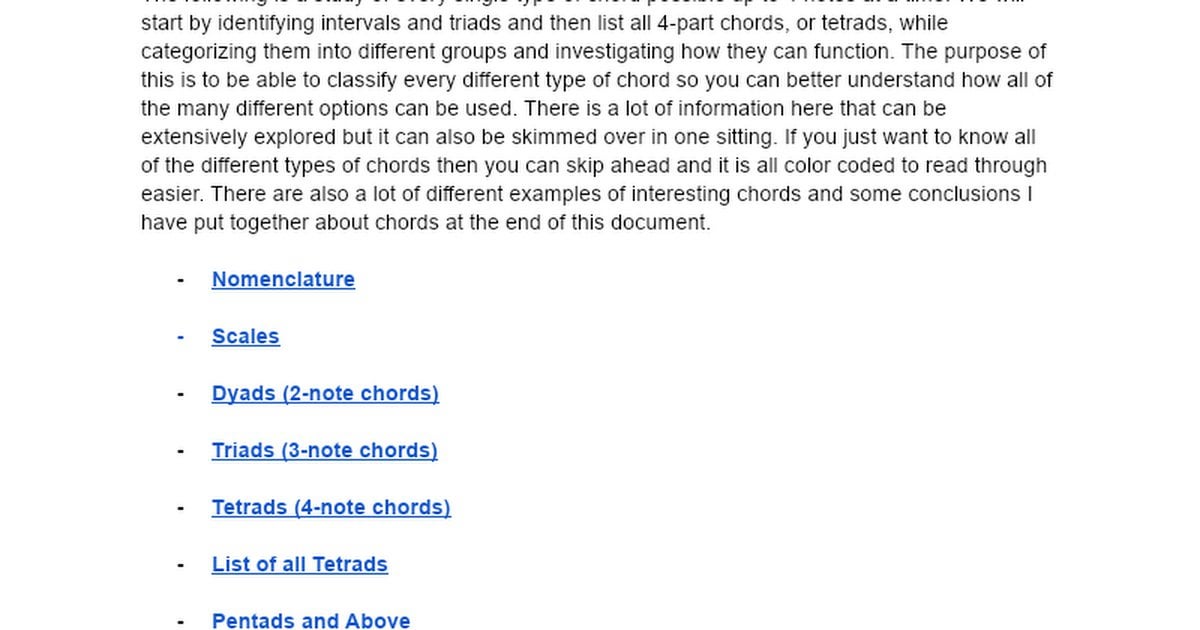 start by identifying intervals and triads and then list all 4-part chords, or tetrads, while
categorizing them into different groups and investigating how they can function. The purpose of
this is to be able to classify every different type of chord so you can better understand how all of
the many different options can be used. There is a lot of information here that can be
extensively explored but it can also be skimmed over in one sitting. If you just want to know all
of the different types of chords then you can skip ahead and it is all color coded to read through
easier. There are also a lot of different examples of interesting chords and some conclusions I
have put together about chords at the end of this document.
- Nomenclature
- Scales
- Dyads (2-note chords)
- Triads (3-note chords)
- Tetrads (4-note chords)
- List of all Tetrads
- Pentads and Above